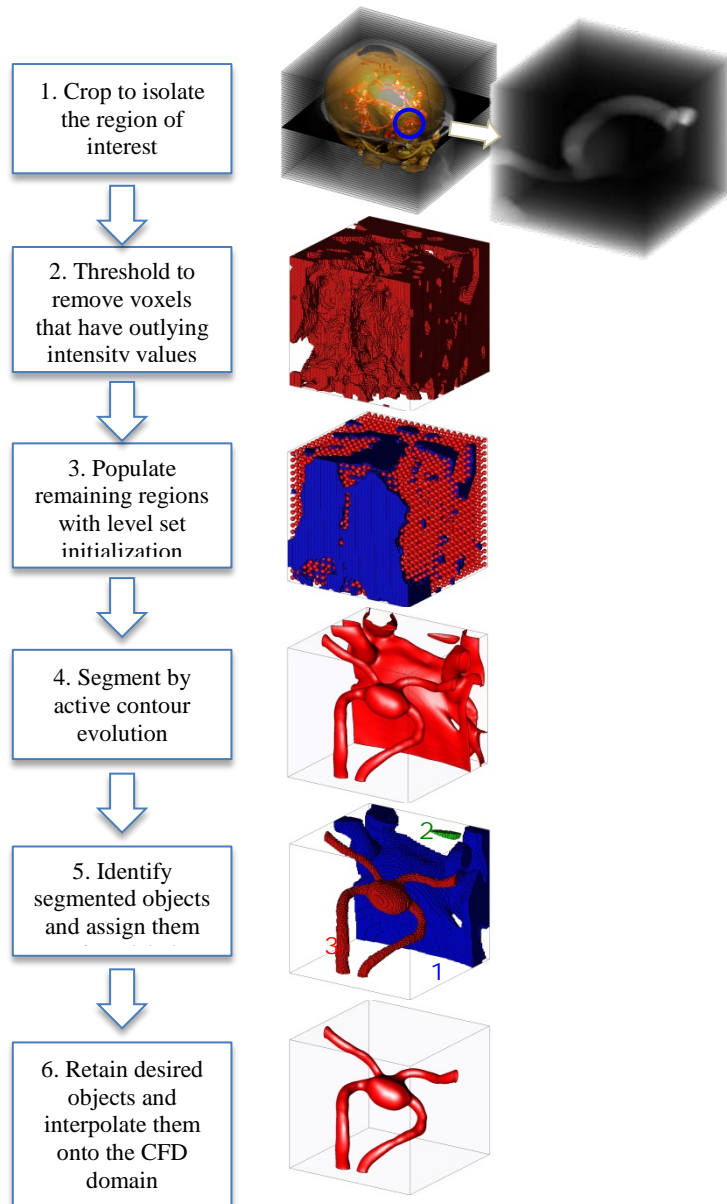 1. Crop to isolate
the region of
interest
2. Threshold to
remove voxels
that have outlying
intensity values
3. Populate
remaining regions
with level set
initialization
4. Segment by
active contour
evolution
5. Identify
segmented objects
and assign them
2
3
1
6. Retain desired
objects and
interpolate them
onto the CFD
domain